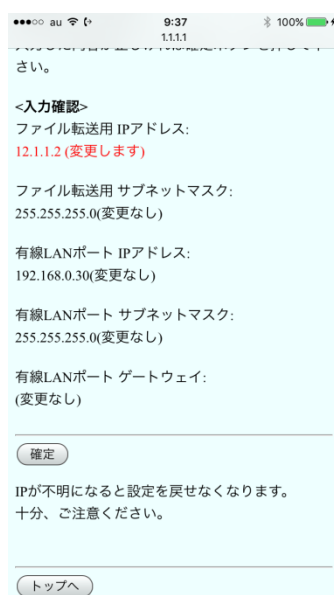 au 9:37 100%
1.1.1.1
さい。
<入力確認>
ファイル転送用 IPアドレス:
12.1.1.2 (変更します)
ファイル転送用 サブネットマスク:
255.255.255.0(変更なし)
有線LANポート IPアドレス:
192.168.0.30(変更なし)
有線LANポート サブネットマスク:
255.255.255.0(変更なし)
有線LANポート ゲートウェイ:
(変更なし)
確定
IPが不明になると設定を戻せなくなります。
十分、ご注意ください。
トップへ